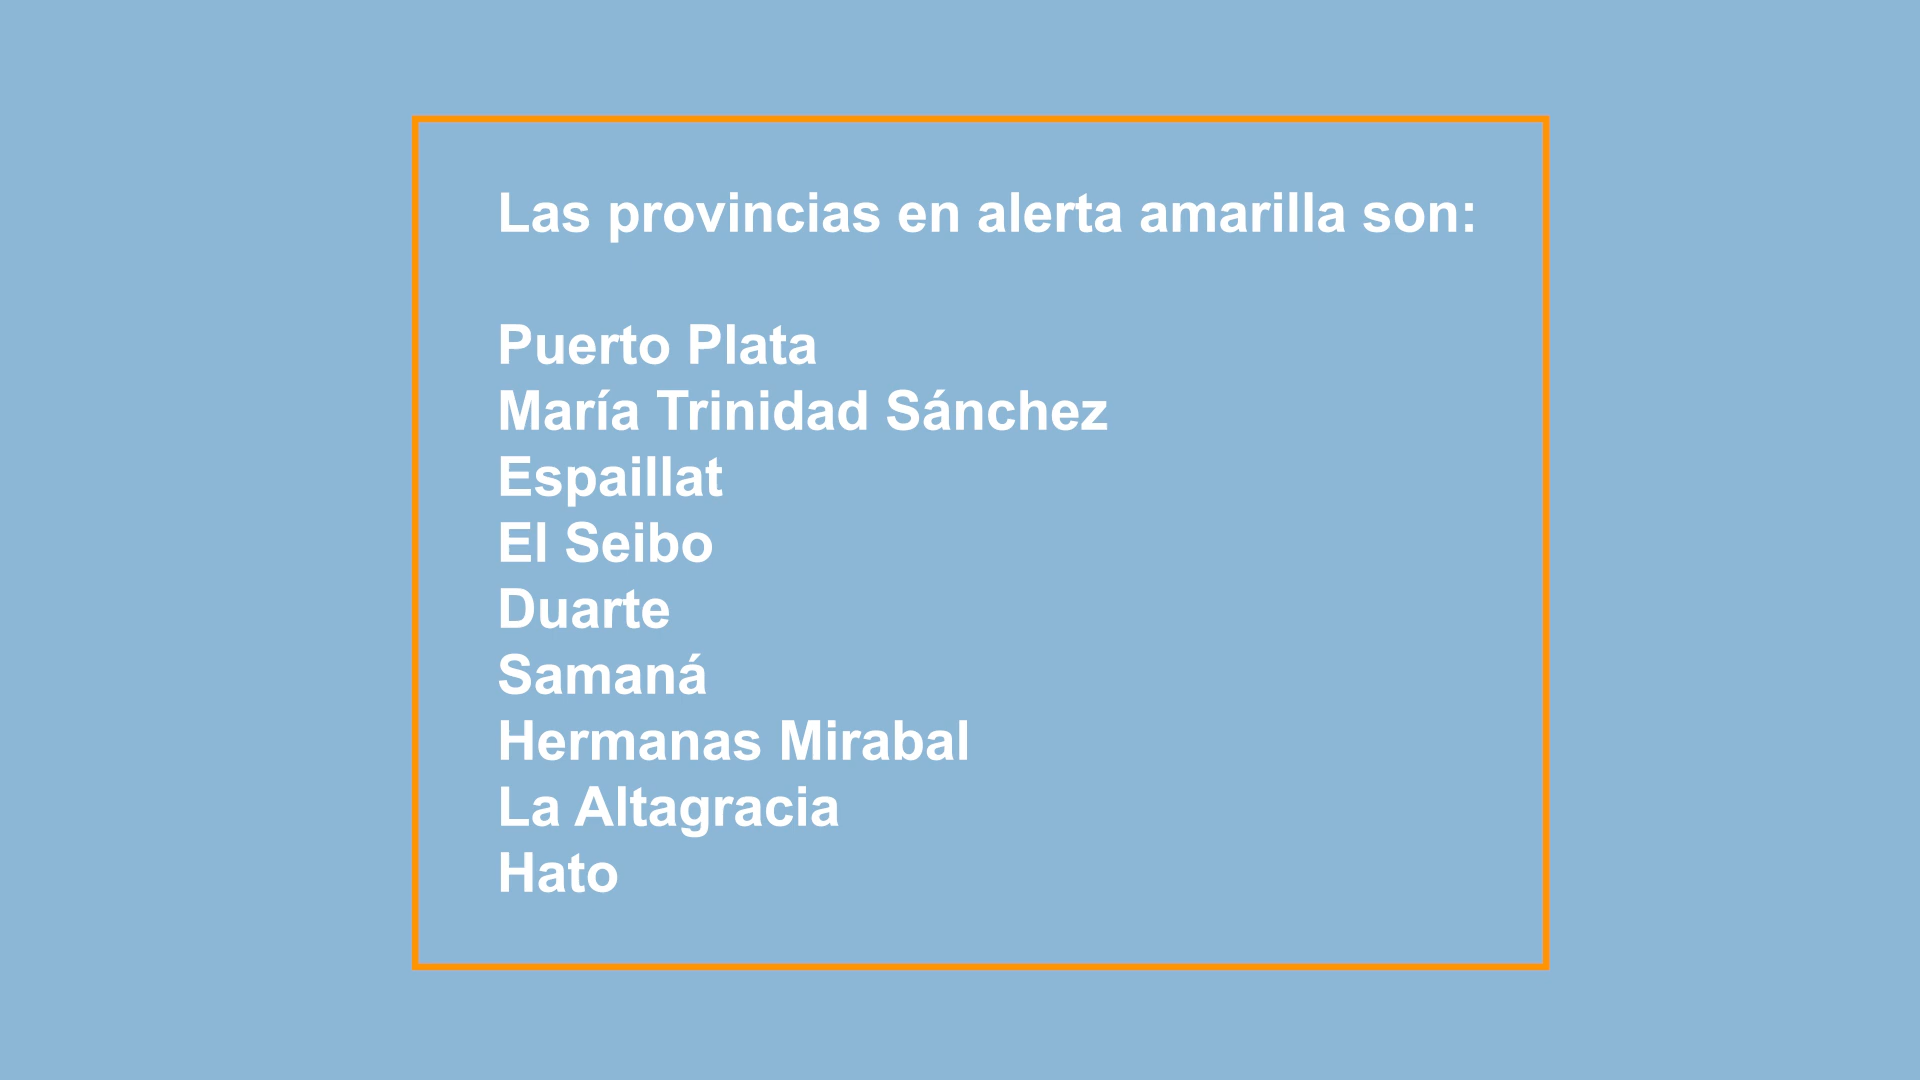 Las provincias en alerta amarilla son:
Puerto Plata
María Trinidad Sánchez
Espaillat
El Seibo
Duarte
Samaná
Hermanas Mirabal
La Altagracia
Hato